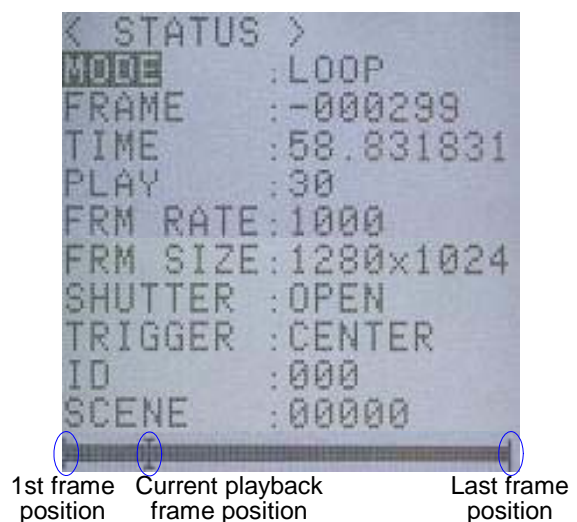 < STATUS >
MODE :LOOP
FRAME :-000299
TIME :58.831831
PLAY :30
FRM RATE:1000
FRM SIZE:1280x1024
SHUTTER :OPEN
TRIGGER :CENTER
ID :000
SCENE :00000
1st frame position
Current playback frame position
Last frame position